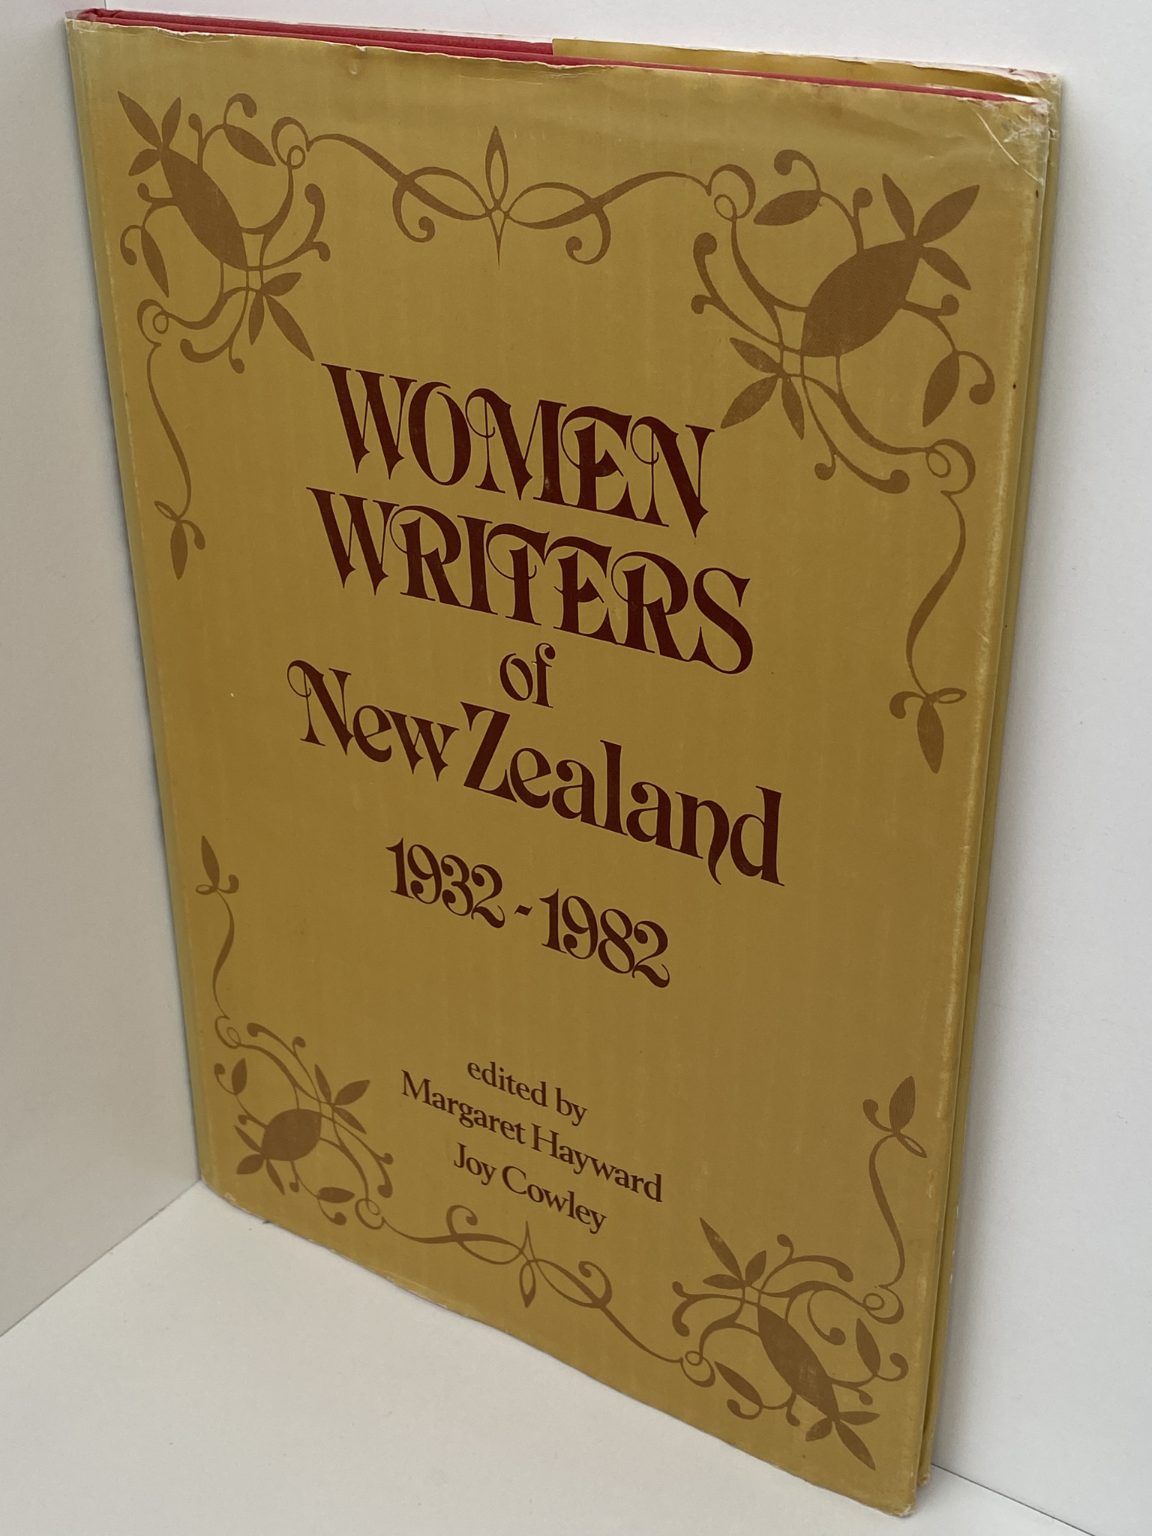 WOMEN
WRITERS
of
New Zealand
1932-1982
edited by
Margaret Hayward
Joy Cowley